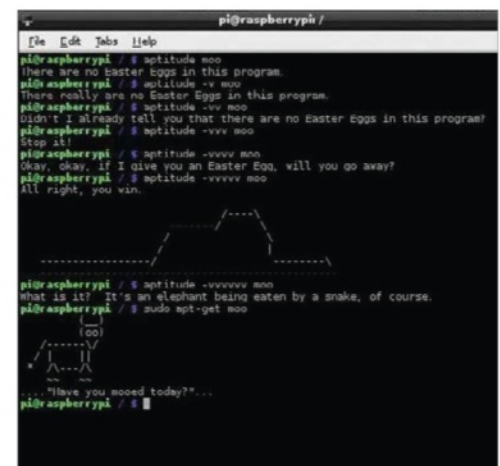 pi@raspberrypi: /
File Edit Tabs Help
pi@raspberrypi / $ aptitude moo
There are no Easter Eggs in this program.
pi@raspberrypi / $ aptitude -v moo
There really are no Easter Eggs in this program.
pi@raspberrypi / $ aptitude -vv moo
Didn't I already tell you that there are no Easter Eggs in this program?
pi@raspberrypi / $ aptitude -vvv moo
Stop it!
pi@raspberrypi / $ aptitude -vvvv moo
Okay, okay, if I give you an Easter Egg, will you go away?
pi@raspberrypi / $ aptitude -vvvvv moo
All right, you win.
/----\
-------/ \
/ \
/ |
-----------------/ --------\
----------------------------------------------
pi@raspberrypi / $ aptitude -vvvvvv moo
What is it? It's an elephant being eaten by a snake, of course.
pi@raspberrypi / $ sudo apt-get moo
(__)
(oo)
/------\/
/ | ||
* /\---/\
~~ ~~
...."Have you mooed today?"...
pi@raspberrypi / $